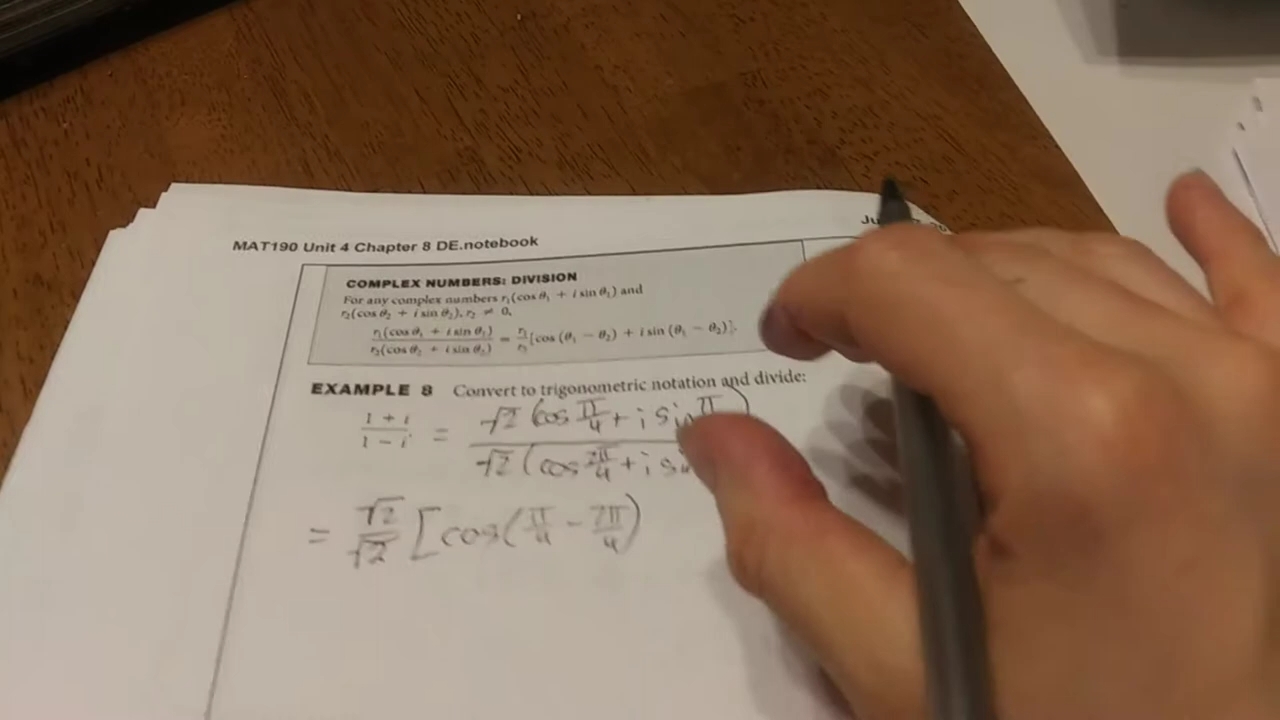 MAT190 Unit 4 Chapter 8 DE.notebook
COMPLEX NUMBERS: DIVISION
For any complex numbers r₁(cos θ₁ + i sin θ₁) and
r₂(cos θ₂ + i sin θ₂), r₂ ≠ 0,
r₁(cos θ₁ + i sin θ₁) / r₂(cos θ₂ + i sin θ₂) = r₁/r₂ [cos (θ₁ − θ₂) + i sin (θ₁ − θ₂)].
EXAMPLE 8 Convert to trigonometric notation and divide:
(1 + i) / (1 − i) = √2 (cos π/4 + i sin π / √2 (cos 7π/4 + i si
= √2/√2 [cos(π/4 − 7π/4)